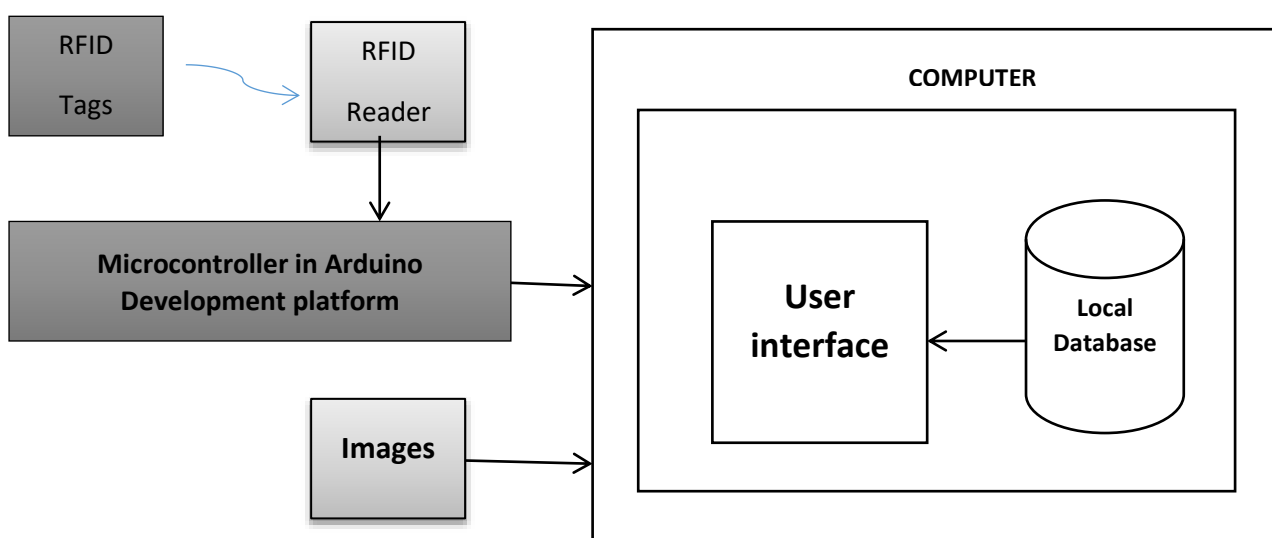 RFID
Tags
RFID
Reader
COMPUTER
Microcontroller in Arduino
Development platform
User
interface
Local
Database
Images